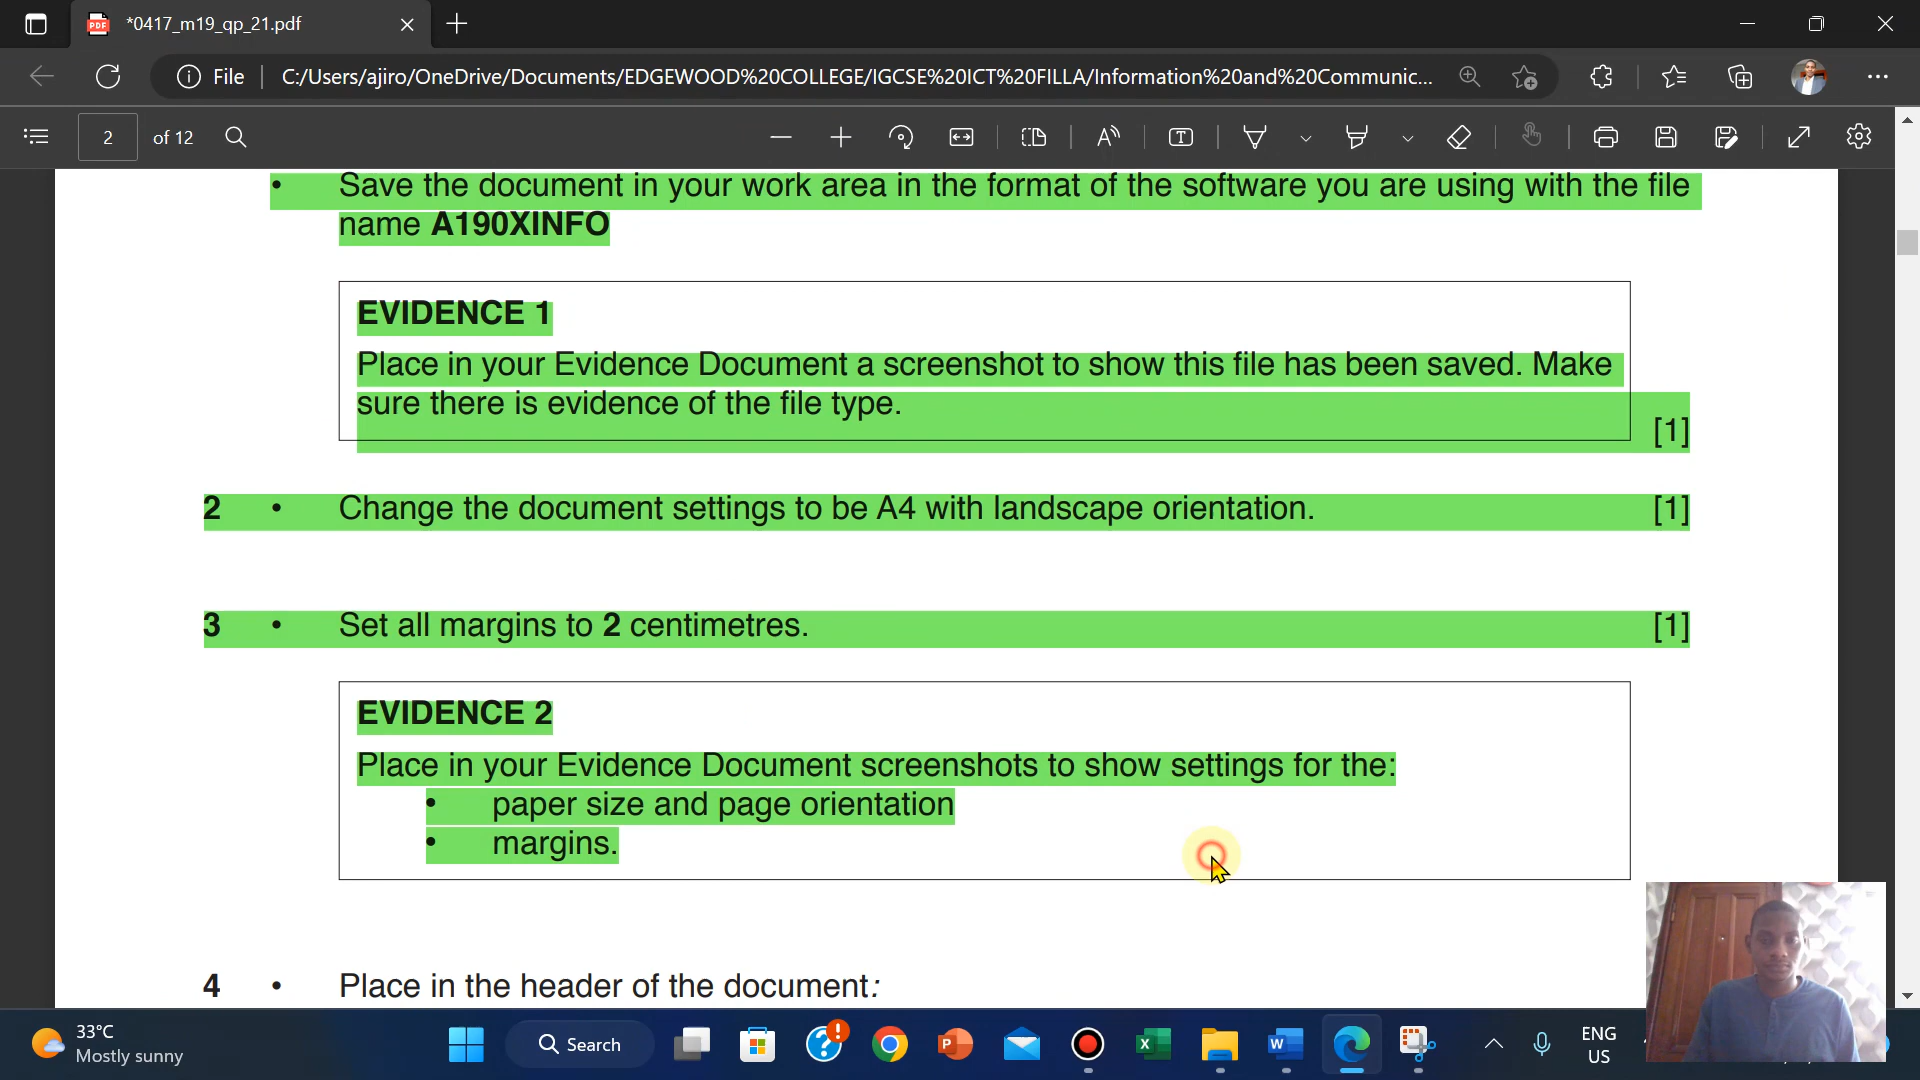 *0417_m19_qp_21.pdf
File
C:/Users/ajiro/OneDrive/Documents/EDGEWOOD%20COLLEGE/IGCSE%20ICT%20FILLA/Information%20and%20Communic...
2 of 12
• Save the document in your work area in the format of the software you are using with the file
name A190XINFO
EVIDENCE 1
Place in your Evidence Document a screenshot to show this file has been saved. Make
sure there is evidence of the file type.
[1]
2 • Change the document settings to be A4 with landscape orientation. [1]
3 • Set all margins to 2 centimetres. [1]
EVIDENCE 2
Place in your Evidence Document screenshots to show settings for the:
• paper size and page orientation
• margins.
4 • Place in the header of the document:
33°C
Mostly sunny
Search
ENG
US